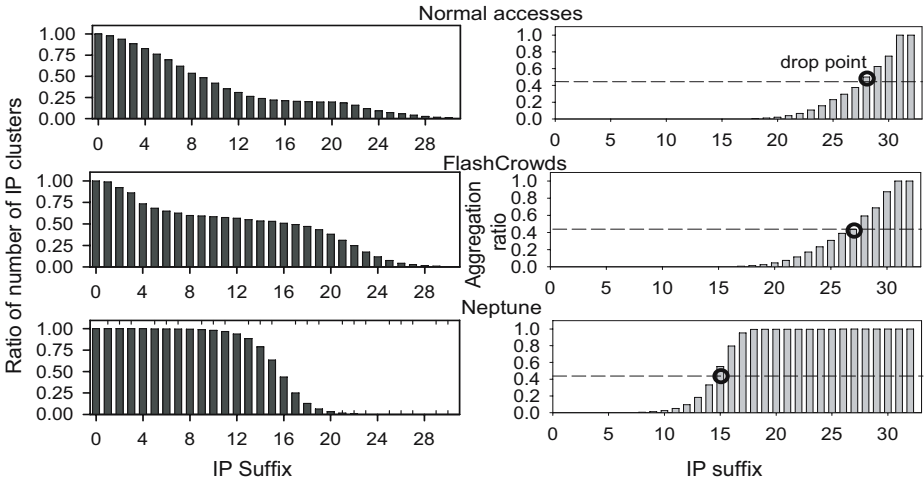 Normal accesses
Ratio of number of IP clusters
1.00
0.75
0.50
0.25
0.00
0 4 8 12 16 20 24 28
1.0
0.8
0.6
0.4
0.2
0.0
drop point
0 5 10 15 20 25 30
FlashCrowds
1.00
0.75
0.50
0.25
0.00
0 4 8 12 16 20 24 28
Aggregation
ratio
1.0
0.8
0.6
0.4
0.2
0.0
0 5 10 15 20 25 30
Neptune
1.00
0.75
0.50
0.25
0.00
0 4 8 12 16 20 24 28
IP Suffix
1.0
0.8
0.6
0.4
0.2
0.0
0 5 10 15 20 25 30
IP suffix